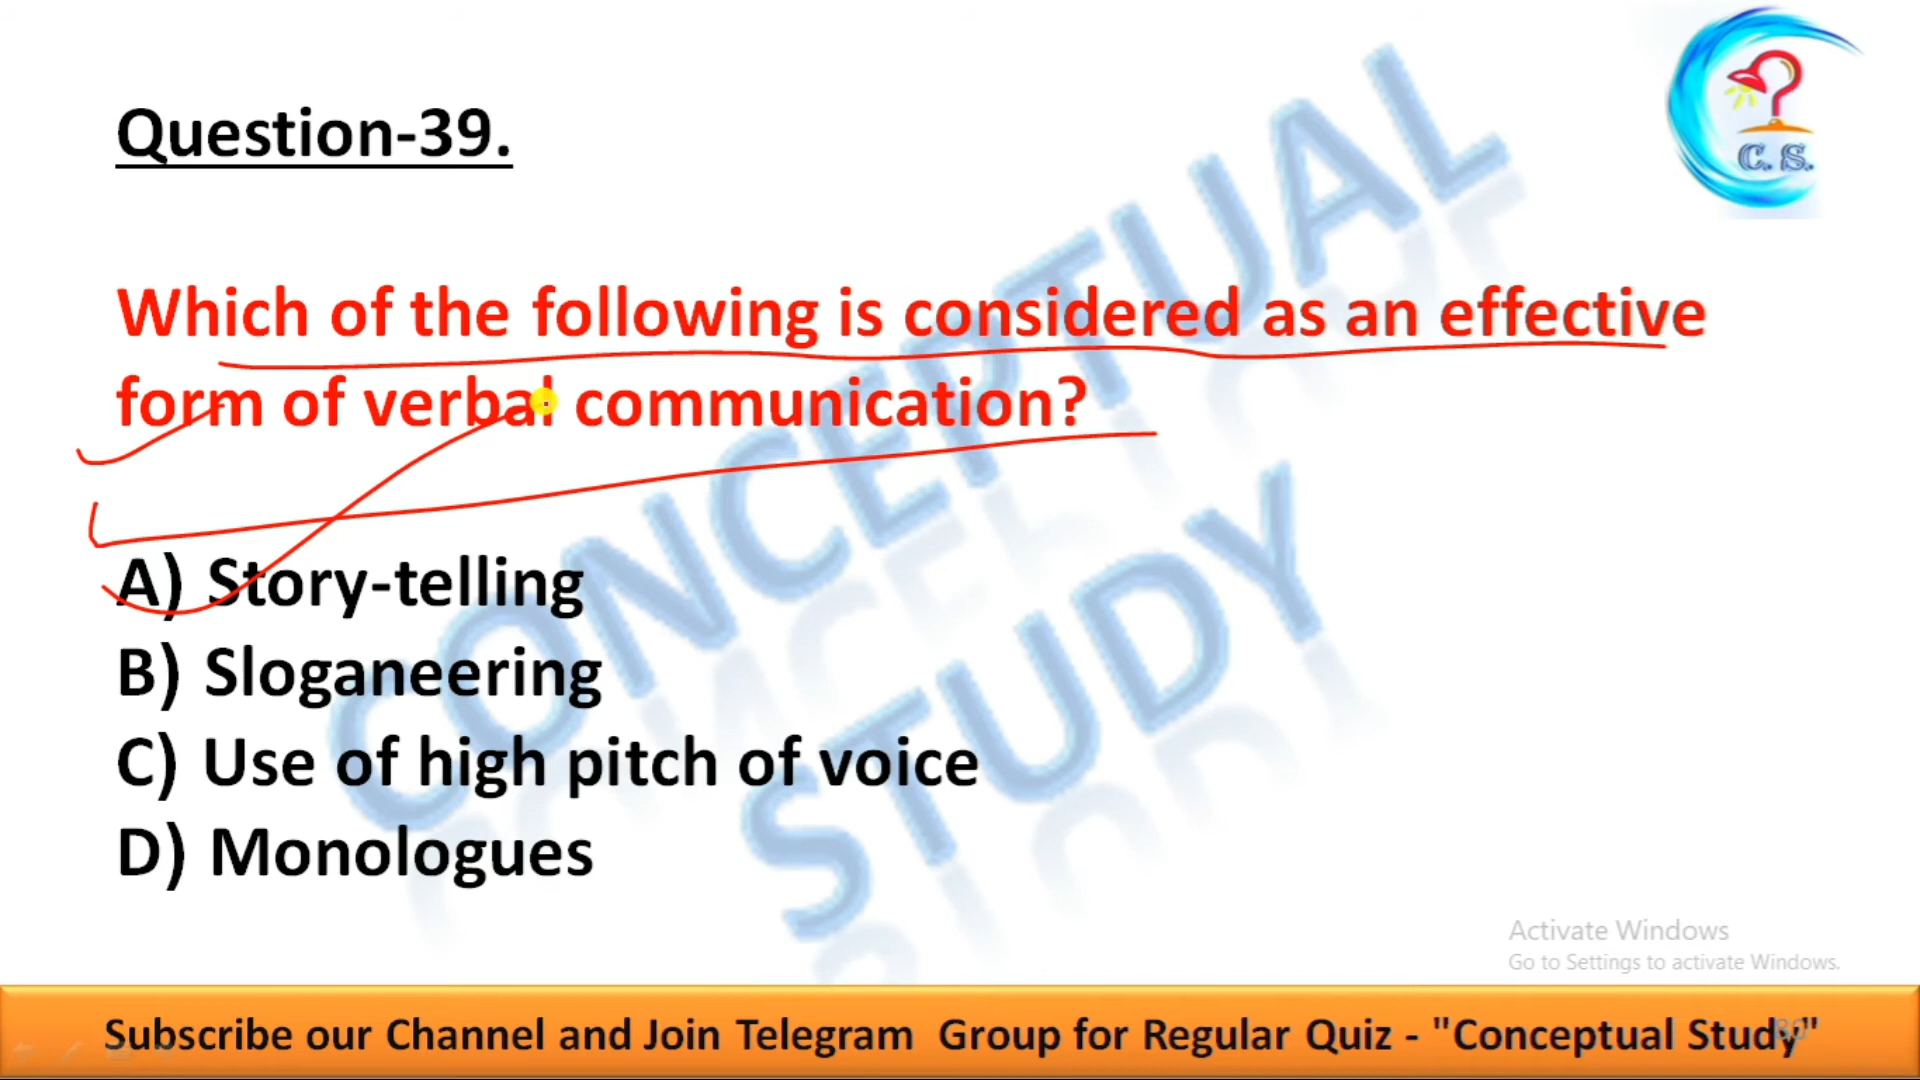 C. S.
Question-39.
Which of the following is considered as an effective
form of verbal communication?
A) Story-telling
B) Sloganeering
C) Use of high pitch of voice
D) Monologues
CONCEPTUAL
STUDY
Activate Windows
Go to Settings to activate Windows.
Subscribe our Channel and Join Telegram Group for Regular Quiz - "Conceptual Study"